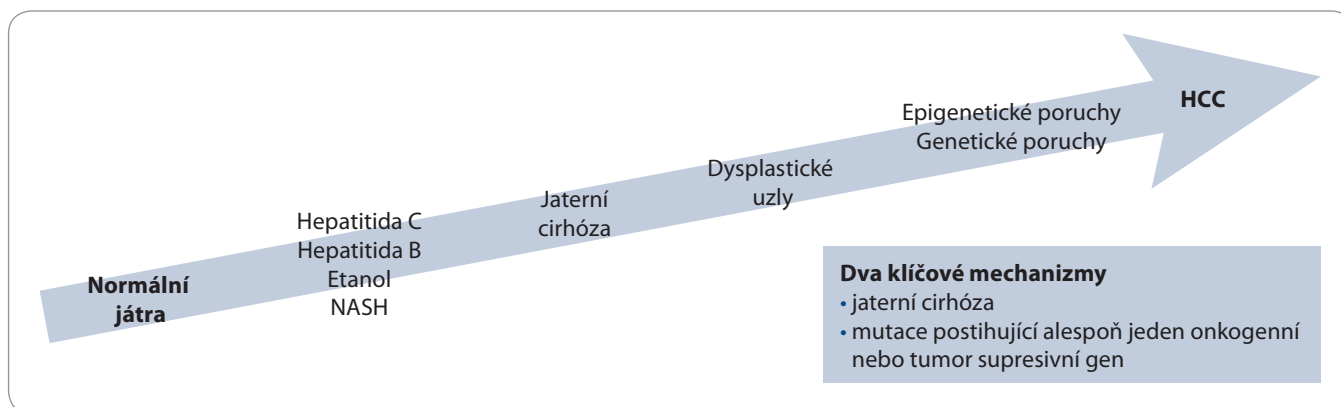 Normální
játra
Hepatitida C
Hepatitida B
Etanol
NASH
Jaterní
cirhóza
Dysplastické
uzly
Epigenetické poruchy
Genetické poruchy
HCC
Dva klíčové mechanizmy
• jaterní cirhóza
• mutace postihující alespoň jeden onkogenní
nebo tumor supresivní gen